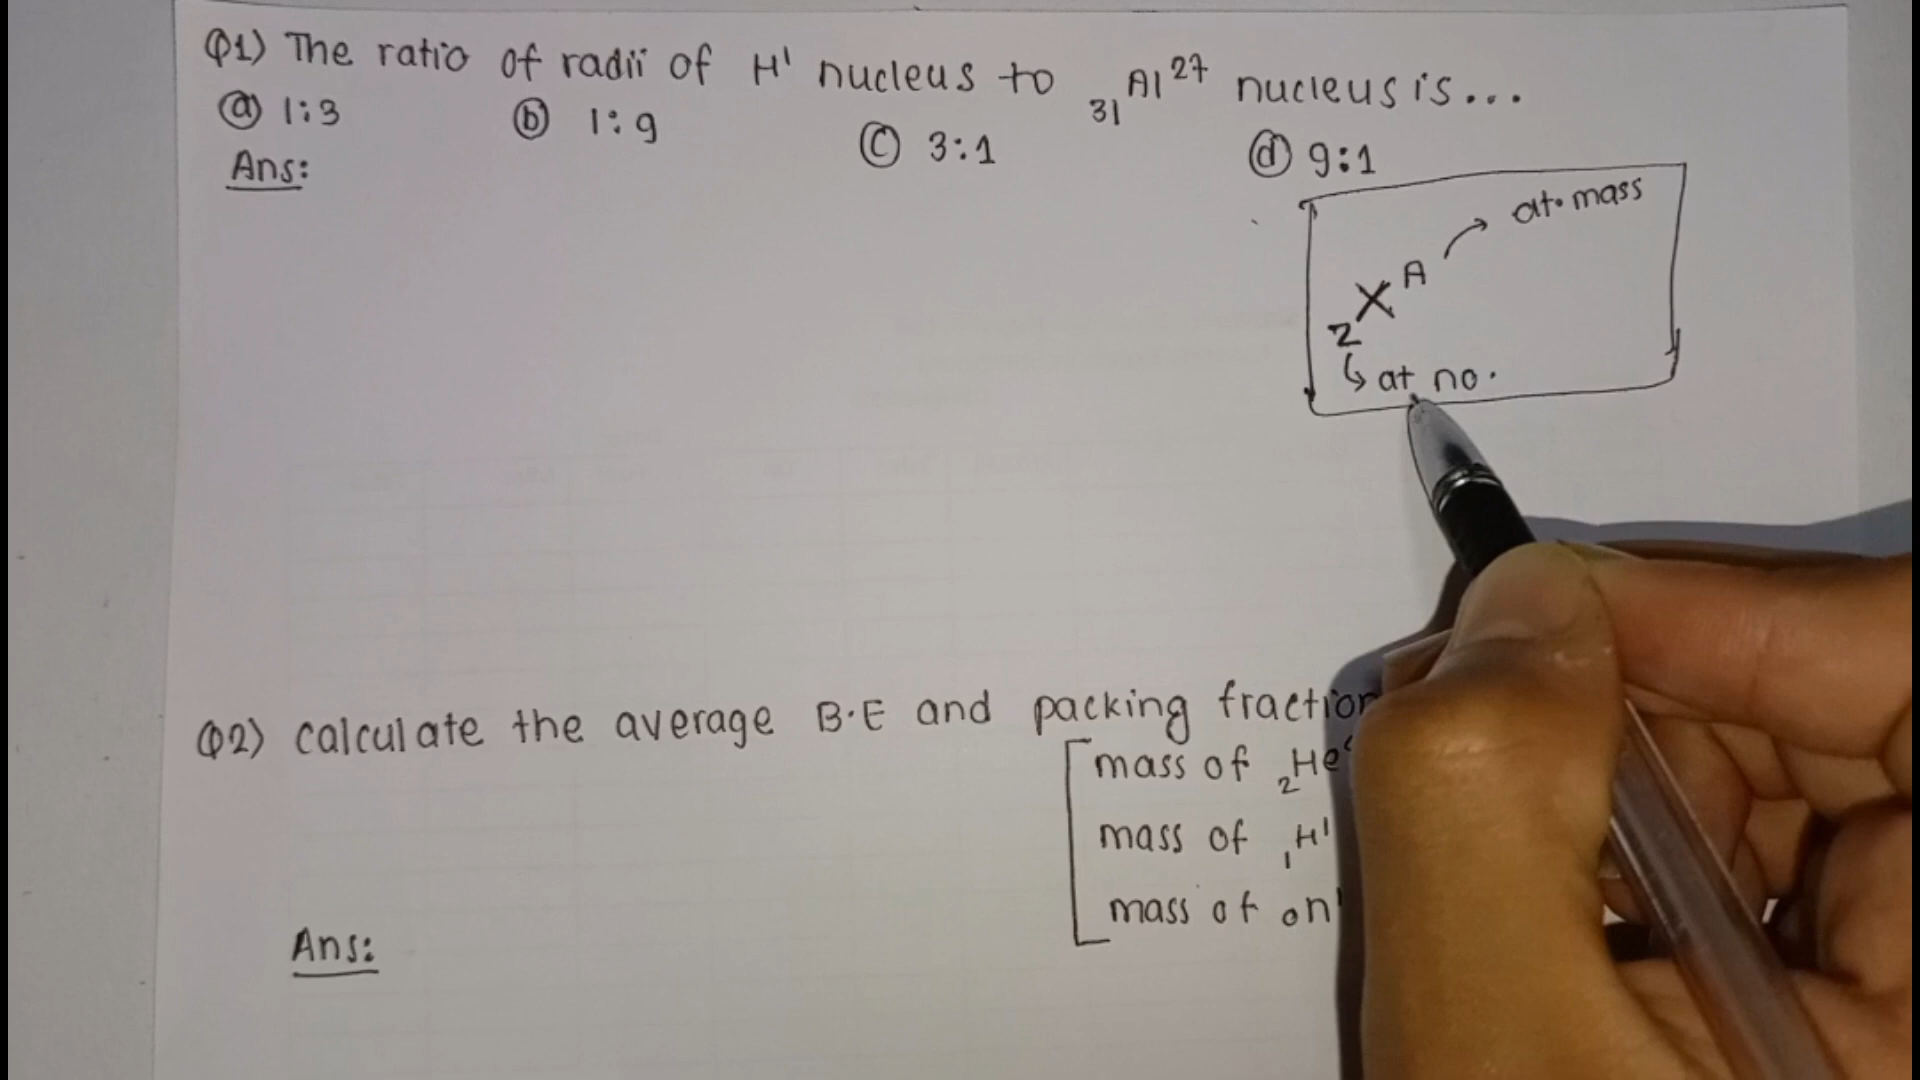 Q1) The ratio of radii of H¹ nucleus to ₃₁Al²⁷ nucleus is...
ⓐ 1:3 ⓑ 1:9 ⓒ 3:1 ⓓ 9:1
Ans:
at. mass
zXᴬ
↳ at no.
Q2) calculate the average B.E and packing fraction
mass of ₂He
mass of ₁H¹
mass of ₀n¹
Ans: